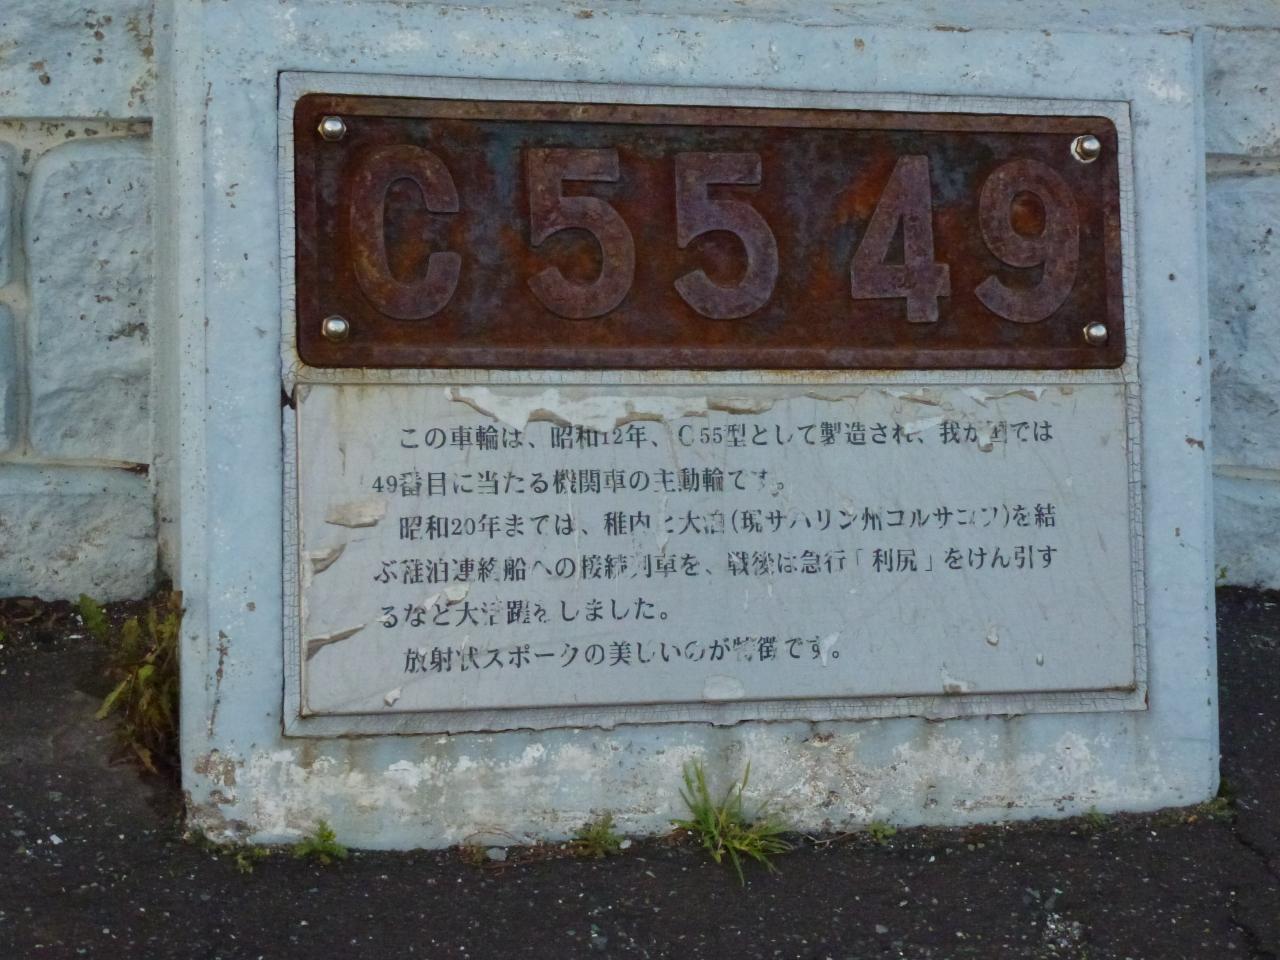 C55 49
この車輪は、昭和12年、C55型として製造され、我が国では
49番目に当たる機関車の主動輪です。
昭和20年までは、稚内と大泊(現サハリン州コルサコフ)を結
ぶ稚泊連絡船への接続列車を、戦後は急行「利尻」をけん引す
るなど大活躍をしました。
放射状スポークの美しいのが特徴です。